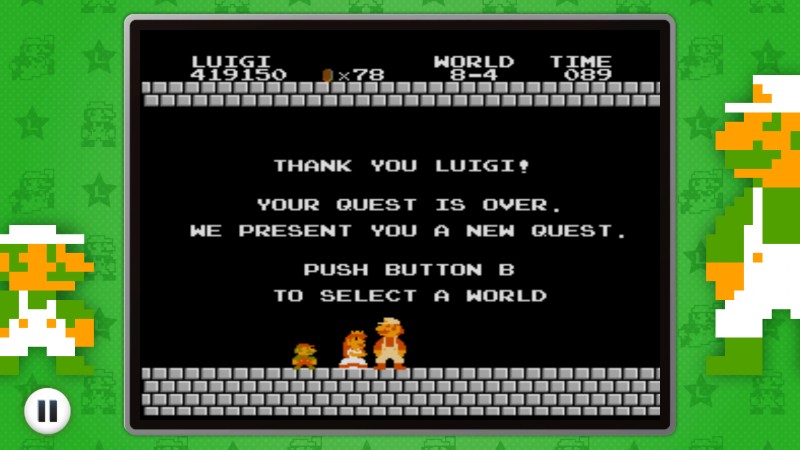 LUIGI WORLD TIME
419150 ×78 8-4 089
THANK YOU LUIGI!
YOUR QUEST IS OVER.
WE PRESENT YOU A NEW QUEST.
PUSH BUTTON B
TO SELECT A WORLD